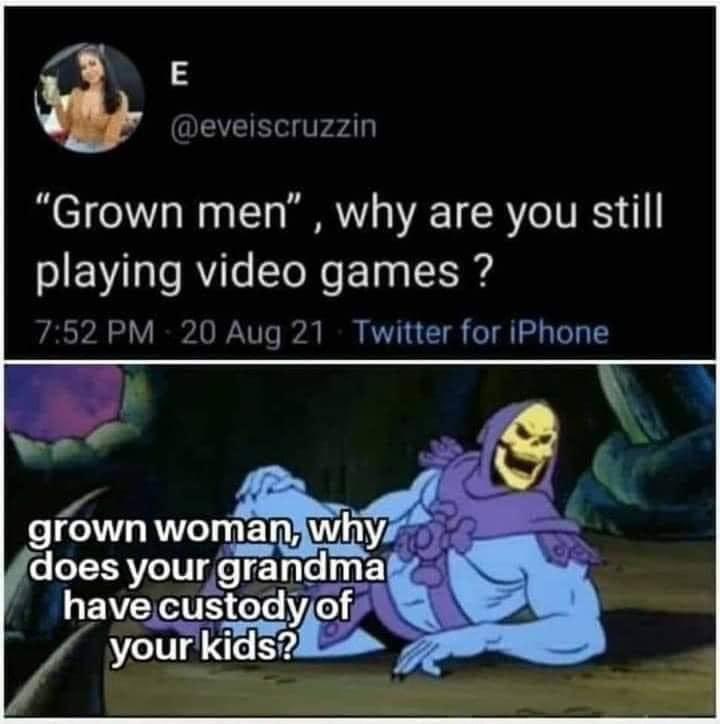 E
@eveiscruzzin
“Grown men” , why are you still
playing video games ?
7:52 PM · 20 Aug 21 · Twitter for iPhone
grown woman, why
does your grandma
have custody of
your kids?